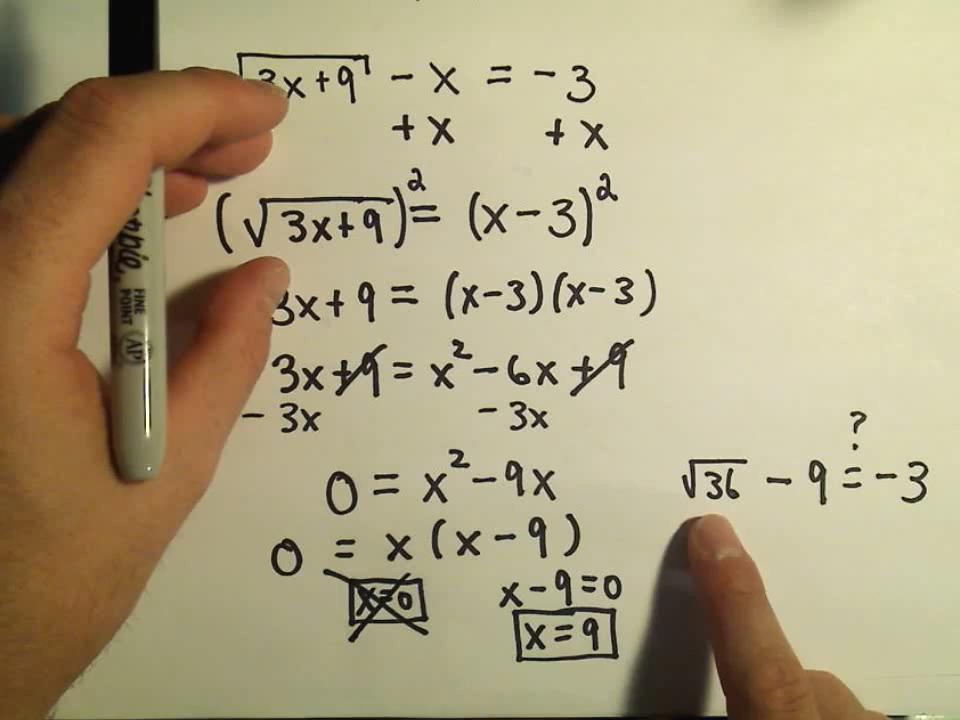 3x+9 - x = -3
+x +x
(√3x+9)² = (x-3)²
3x+9 = (x-3)(x-3)
3x+9 = x²-6x+9
-3x -3x
0 = x²-9x
0 = x(x-9)
x=0
x-9=0
x=9
?
√36 - 9 = -3
FINE
POINT
AP